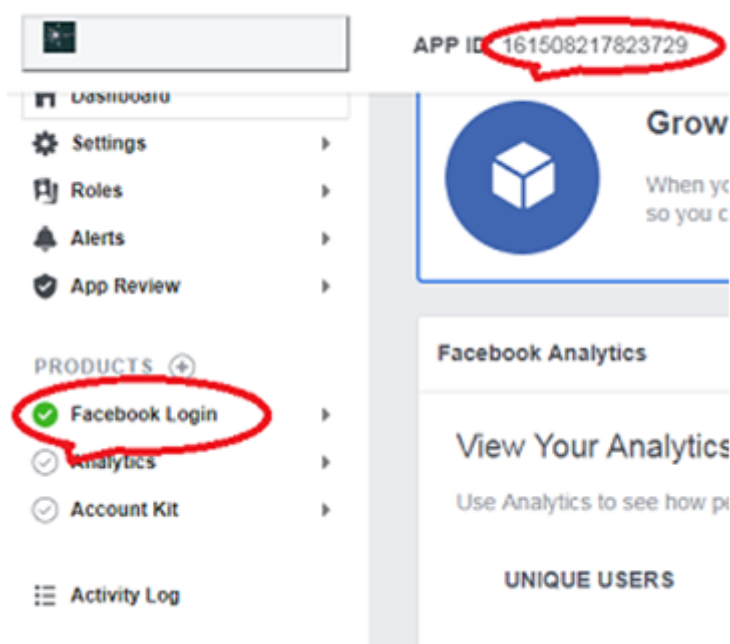 APP ID: 161508217823729
Dashboard
Settings
Roles
Alerts
App Review
PRODUCTS
Facebook Login
Analytics
Account Kit
Activity Log
Grow
When yo
so you c
Facebook Analytics
View Your Analytics
Use Analytics to see how pe
UNIQUE USERS